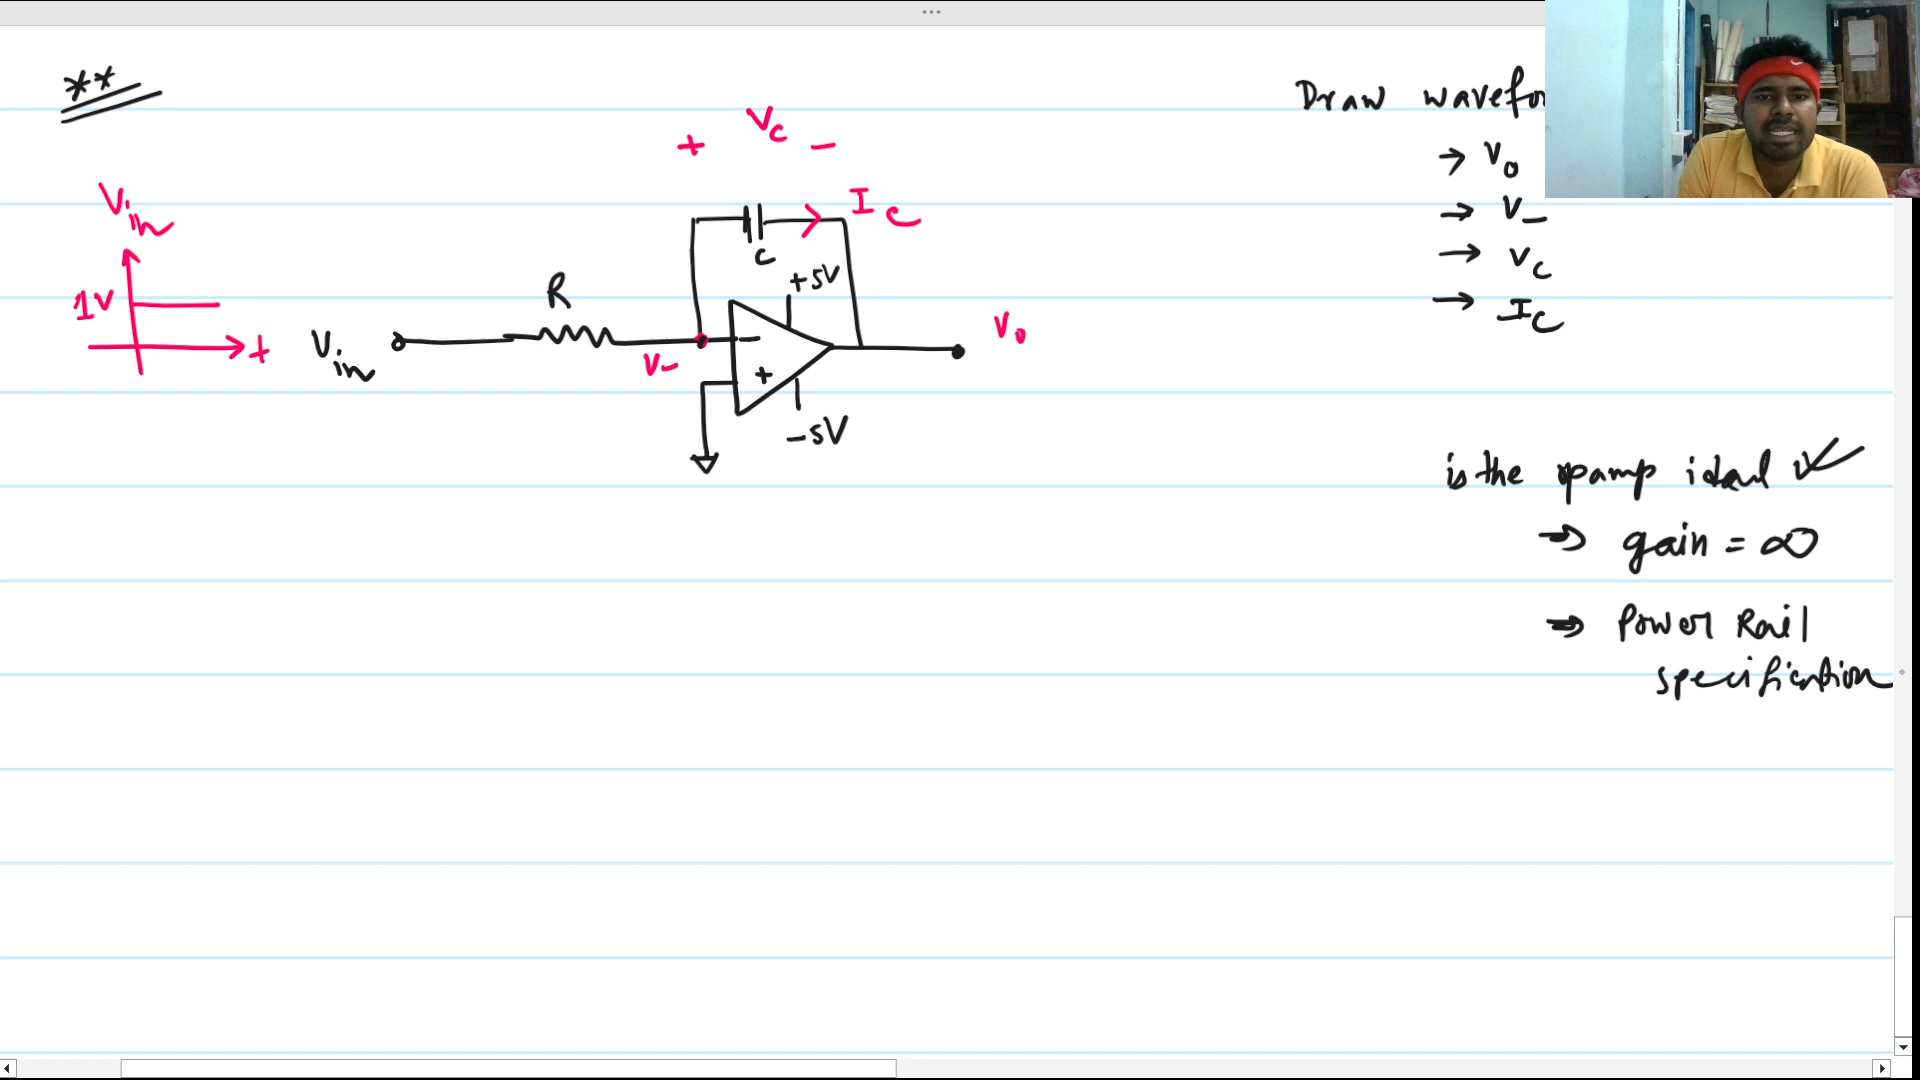 **
Draw wavefo
→ Vo
→ V-
→ Vc
→ Ic
+ Vc -
Ic
C
Vin
1V
t
Vin
R
V-
+5V
-
+
-5V
Vo
is the opamp ideal ✓
⇒ gain = ∞
⇒ Power Rail
specification